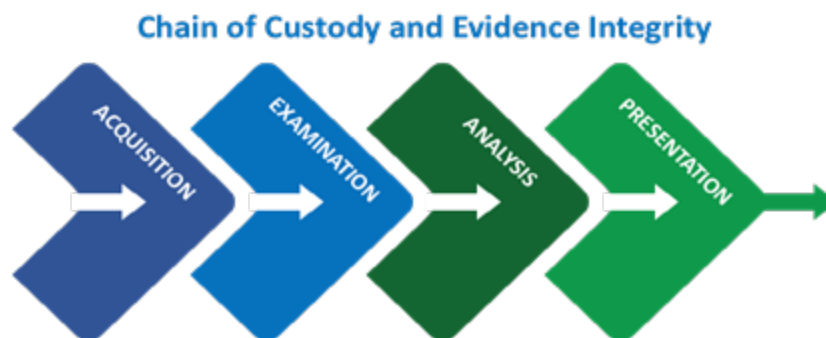 Chain of Custody and Evidence Integrity
ACQUISITION
EXAMINATION
ANALYSIS
PRESENTATION